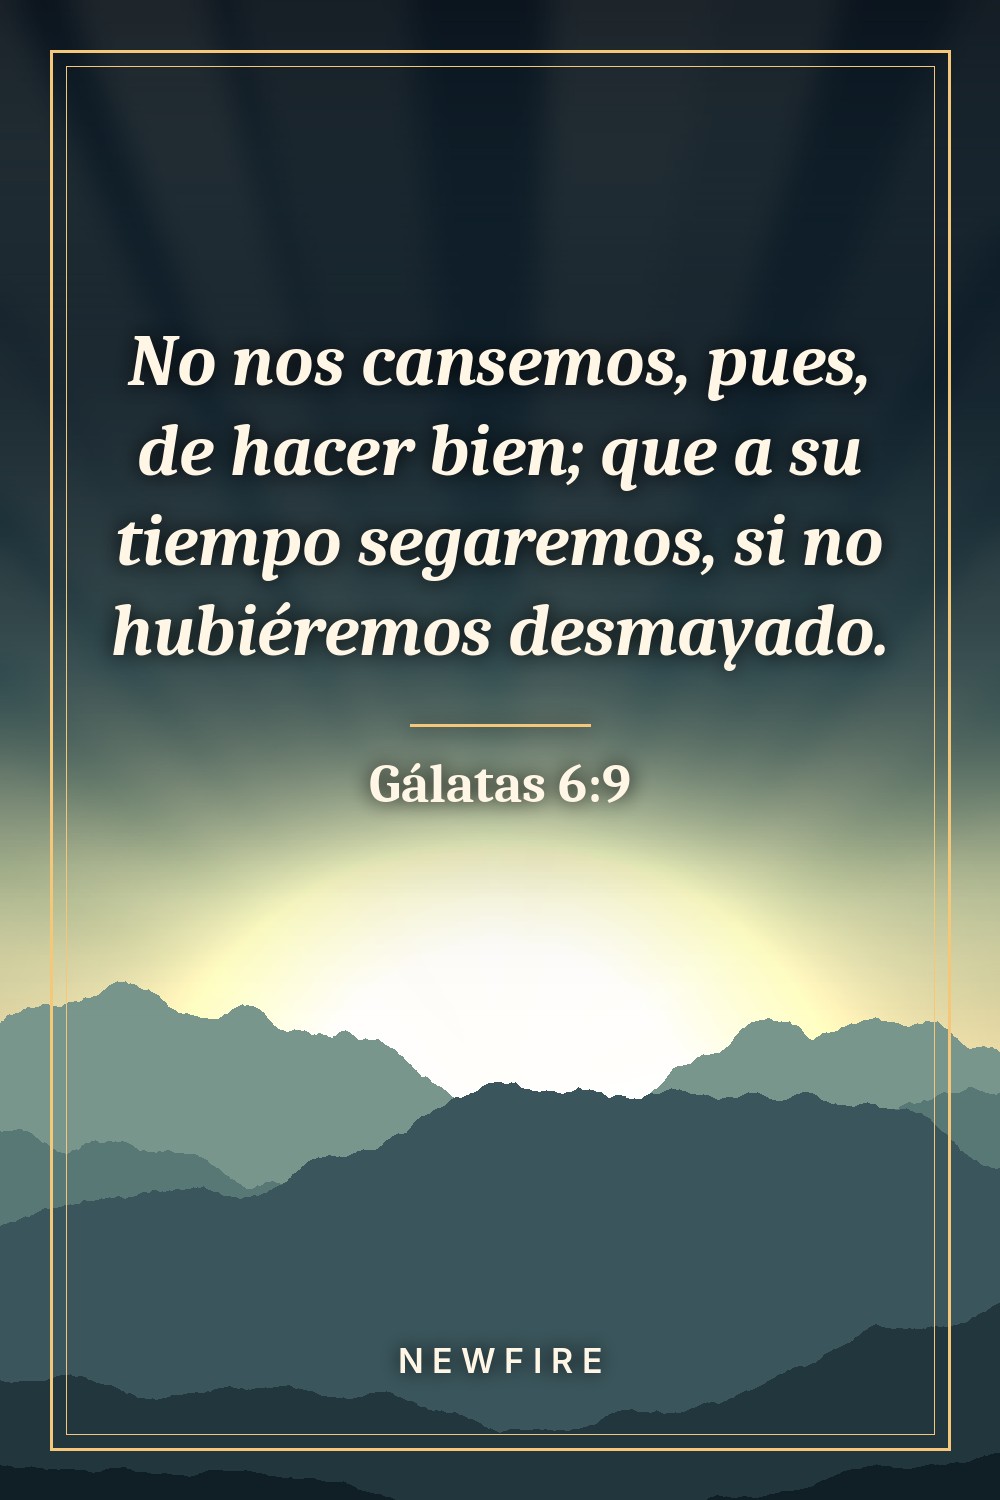 No nos cansemos, pues,
de hacer bien; que a su
tiempo segaremos, si no
hubiéremos desmayado.
Gálatas 6:9
NEWFIRE